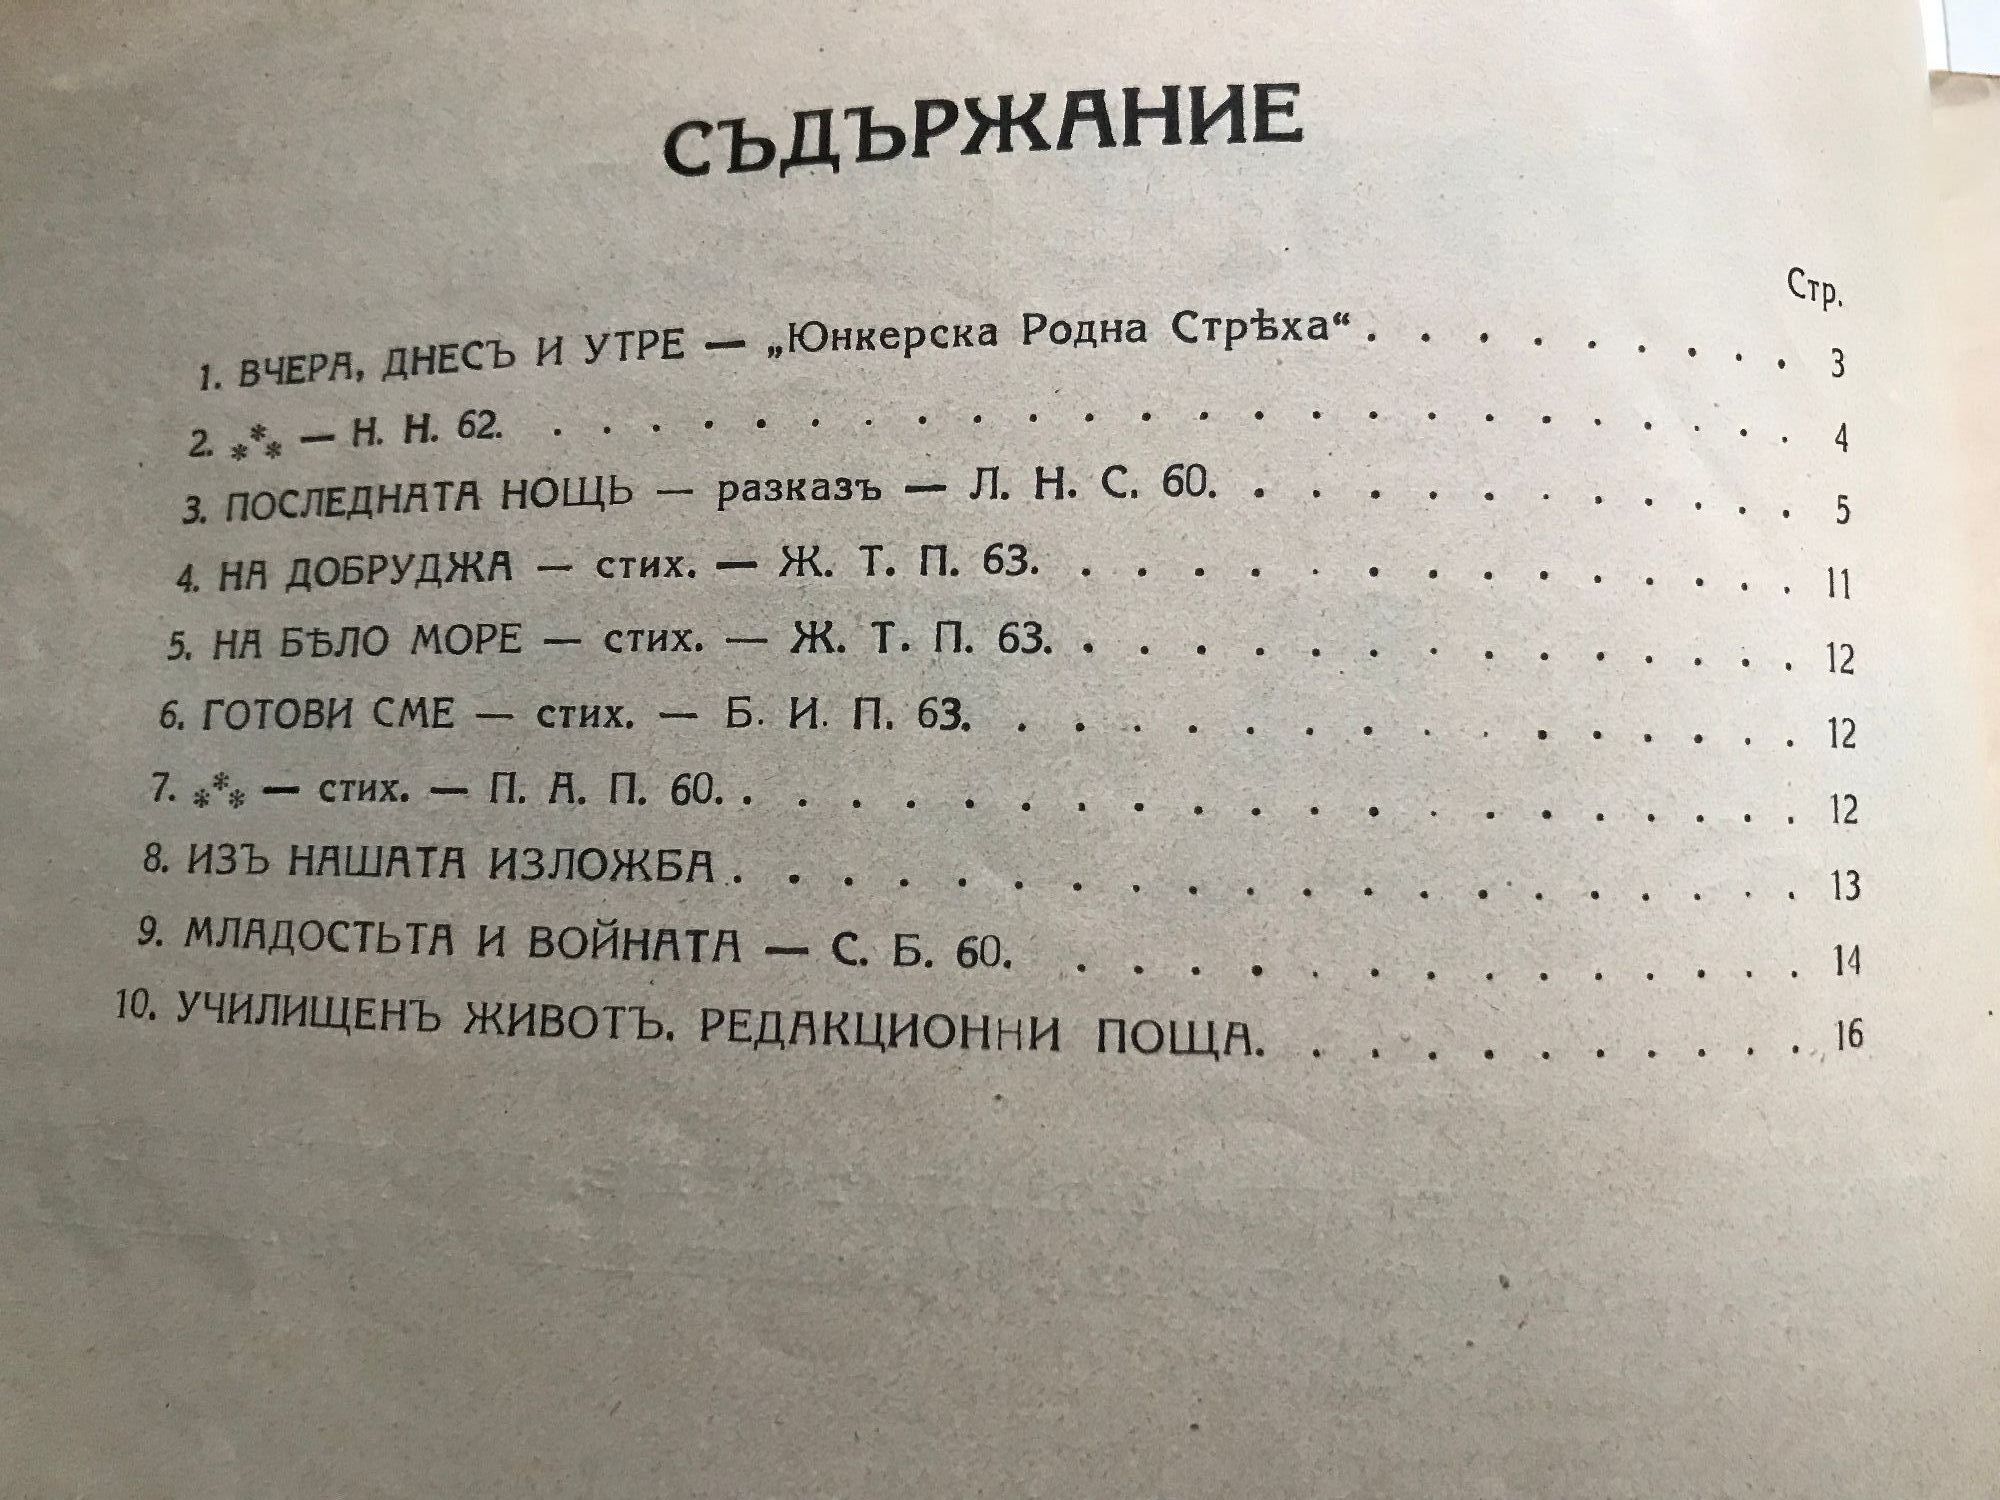 СЪДЪРЖАНИЕ
Стр.
1. ВЧЕРА, ДНЕСЪ И УТРЕ — „Юнкерска Родна Стрѣха“ . . . . . . . . . 3
2. *** — Н. Н. 62. . . . . . . . . . . . . . . . . . . . . . . . 4
3. ПОСЛЕДНАТА НОЩЬ — разказъ — Л. Н. С. 60. . . . . . . . . . . . 5
4. НА ДОБРУДЖА — стих. — Ж. Т. П. 63. . . . . . . . . . . . . . . 11
5. НА БѢЛО МОРЕ — стих. — Ж. Т. П. 63. . . . . . . . . . . . . . . 12
6. ГОТОВИ СМЕ — стих. — Б. И. П. 63. . . . . . . . . . . . . . . . 12
7. *** — стих. — П. А. П. 60. . . . . . . . . . . . . . . . . . . . 12
8. ИЗЪ НАШАТА ИЗЛОЖБА . . . . . . . . . . . . . . . . . . . . 13
9. МЛАДОСТЬТА И ВОЙНАТА — С. Б. 60. . . . . . . . . . . . . . . 14
10. УЧИЛИЩЕНЪ ЖИВОТЪ. РЕДАКЦИОННИ ПОЩА. . . . . . . . . . . 16